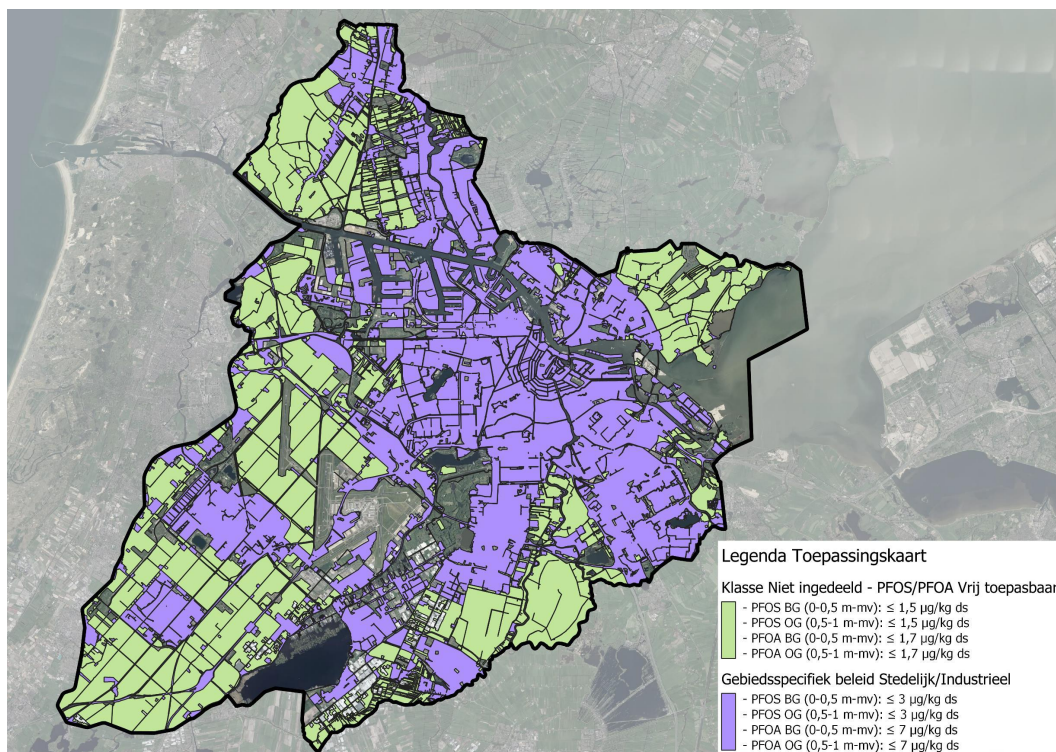 Legenda Toepassingskaart
Klasse Niet ingedeeld - PFOS/PFOA Vrij toepasbaar
- PFOS BG (0-0,5 m-mv): ≤ 1,5 µg/kg ds
- PFOS OG (0,5-1 m-mv): ≤ 1,5 µg/kg ds
- PFOA BG (0-0,5 m-mv): ≤ 1,7 µg/kg ds
- PFOA OG (0,5-1 m-mv): ≤ 1,7 µg/kg ds
Gebiedsspecifiek beleid Stedelijk/Industrieel
- PFOS BG (0-0,5 m-mv): ≤ 3 µg/kg ds
- PFOS OG (0,5-1 m-mv): ≤ 3 µg/kg ds
- PFOA BG (0-0,5 m-mv): ≤ 7 µg/kg ds
- PFOA OG (0,5-1 m-mv): ≤ 7 µg/kg ds